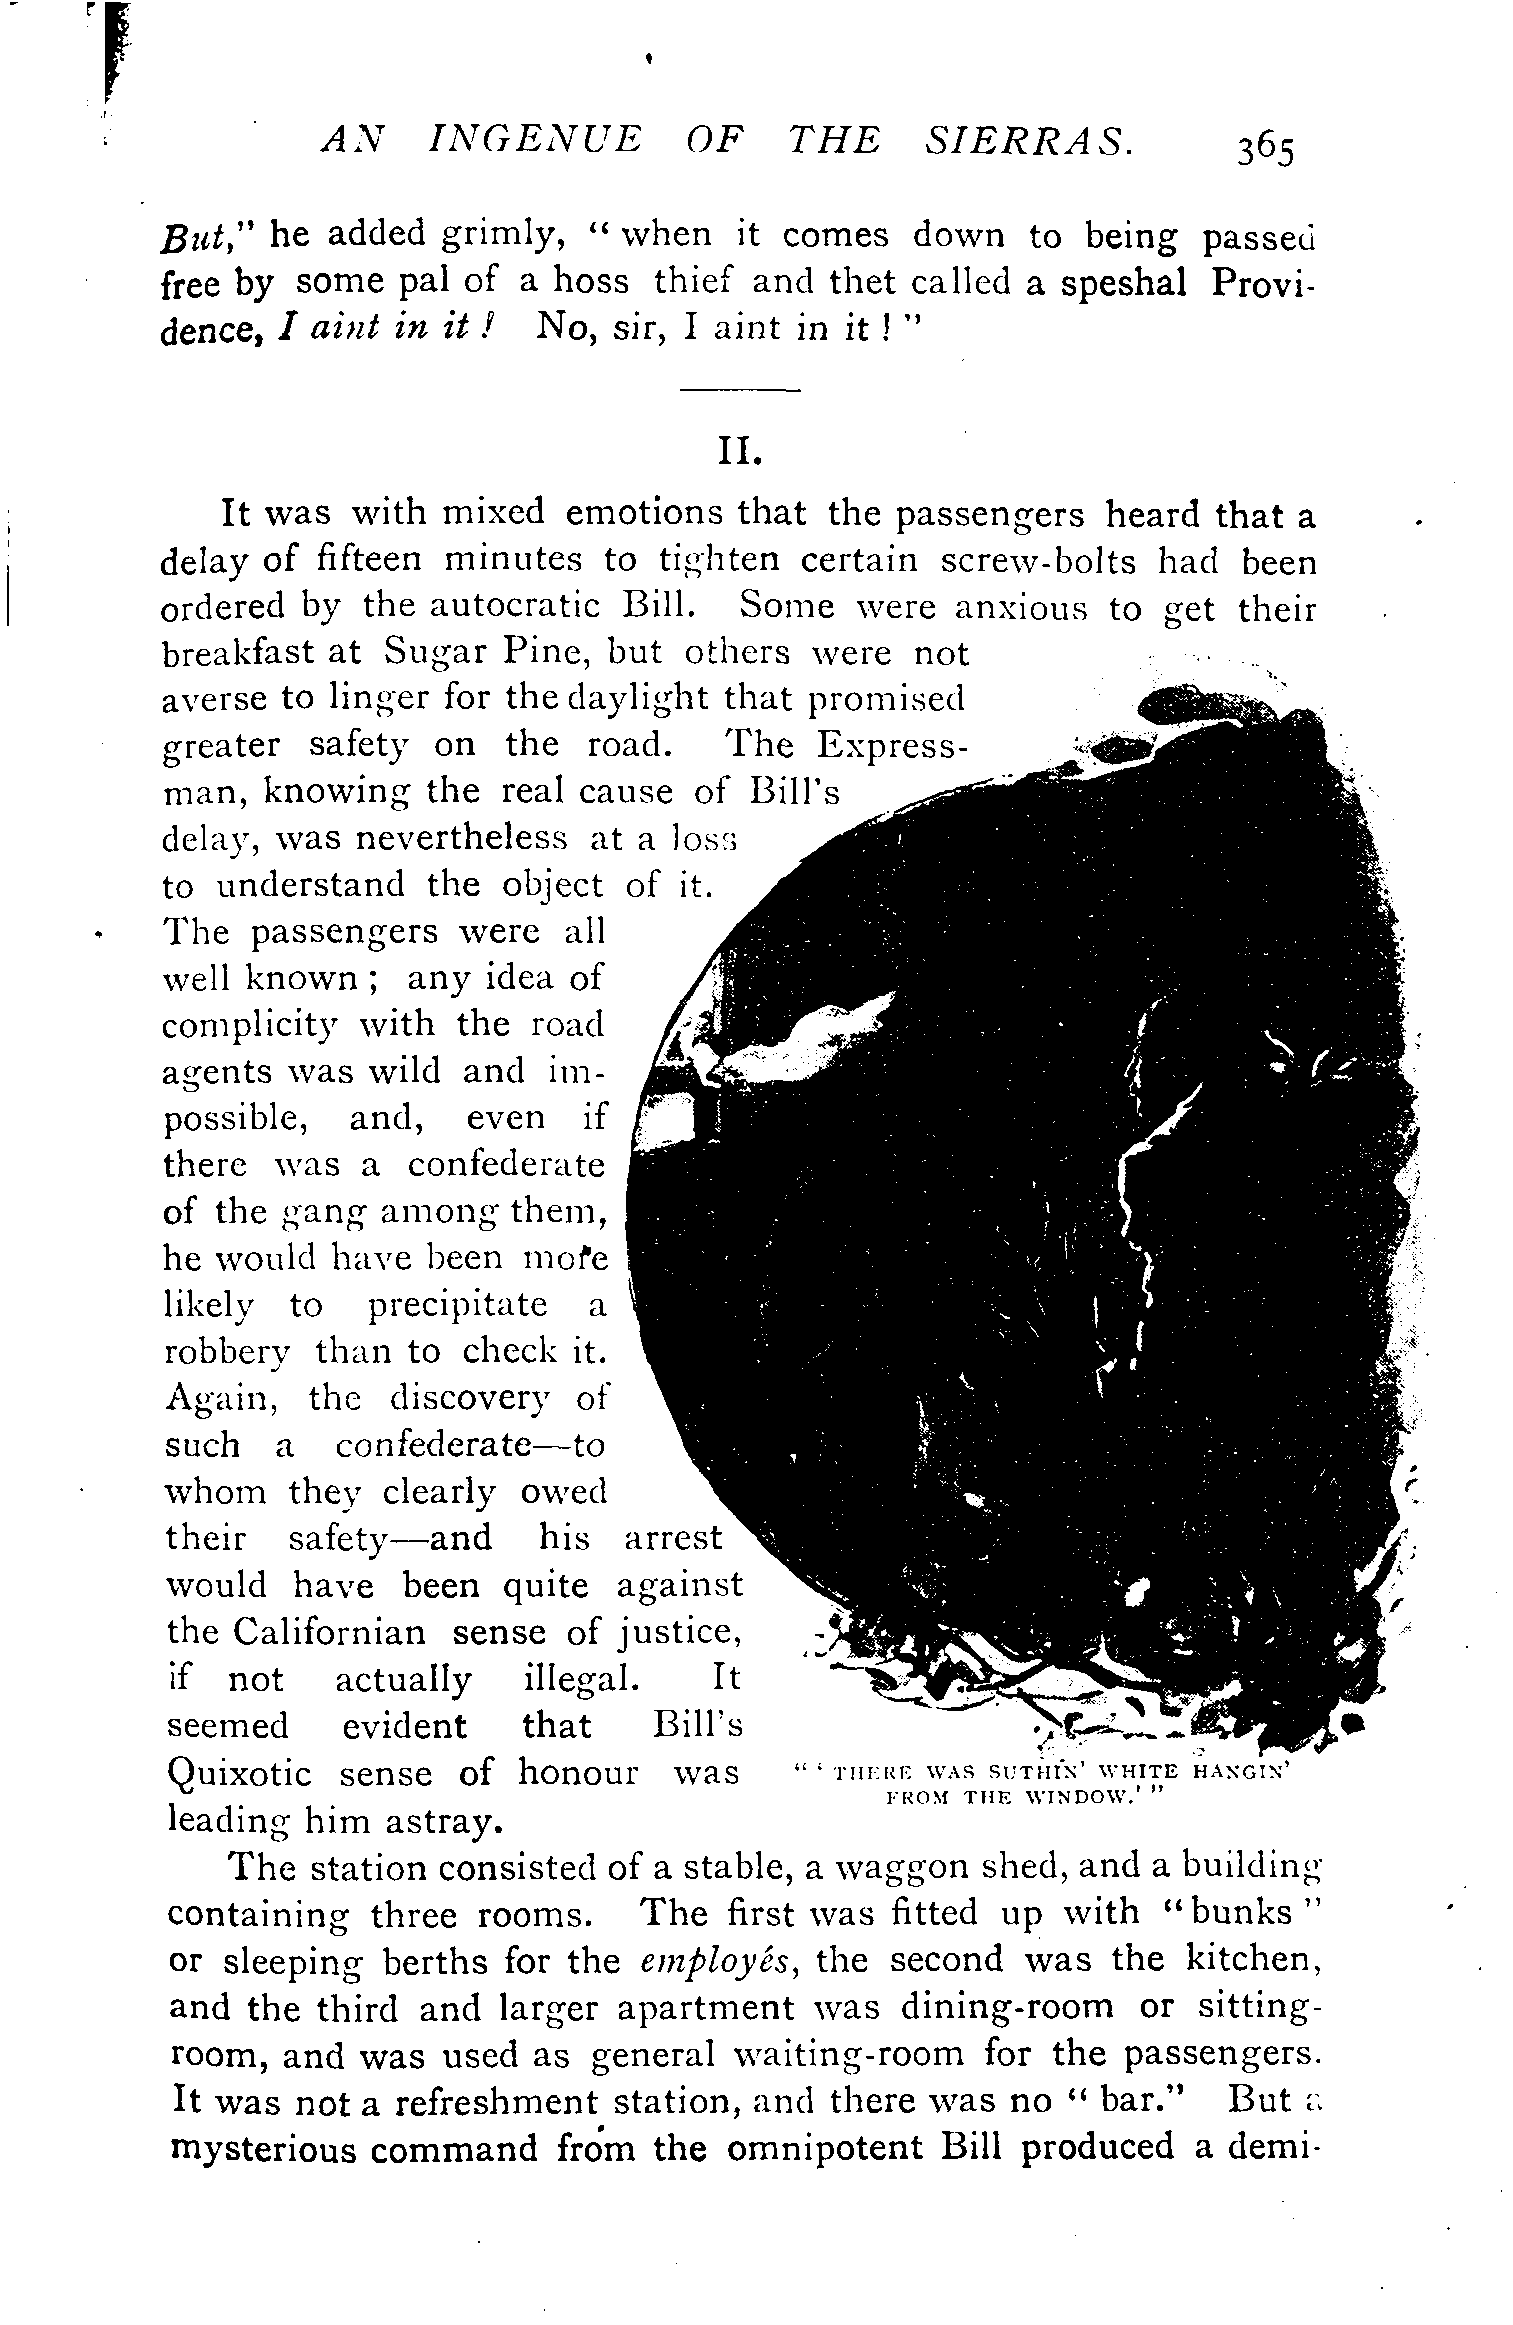 AN INGENUE OF THE SIERRAS. 365
But," he added grimly, "when it comes down to being passed
free by some pal of a hoss thief and thet called a speshal Provi-
dence, I aint in it! No, sir, I aint in it!"
II.
It was with mixed emotions that the passengers heard that a
delay of fifteen minutes to tighten certain screw-bolts had been
ordered by the autocratic Bill. Some were anxious to get their
breakfast at Sugar Pine, but others were not
averse to linger for the daylight that promised
greater safety on the road. The Express-
man, knowing the real cause of Bill's
delay, was nevertheless at a loss
to understand the object of it.
The passengers were all
well known; any idea of
complicity with the road
agents was wild and im-
possible, and, even if
there was a confederate
of the gang among them,
he would have been more
likely to precipitate a
robbery than to check it.
Again, the discovery of
such a confederate—to
whom they clearly owed
their safety—and his arrest
would have been quite against
the Californian sense of justice,
if not actually illegal. It
seemed evident that Bill's
Quixotic sense of honour was
leading him astray.
"'THERE WAS SUTHIN' WHITE HANGIN'
FROM THE WINDOW.'"
The station consisted of a stable, a waggon shed, and a building
containing three rooms. The first was fitted up with "bunks"
or sleeping berths for the employés, the second was the kitchen,
and the third and larger apartment was dining-room or sitting-
room, and was used as general waiting-room for the passengers.
It was not a refreshment station, and there was no "bar." But a
mysterious command from the omnipotent Bill produced a demi-